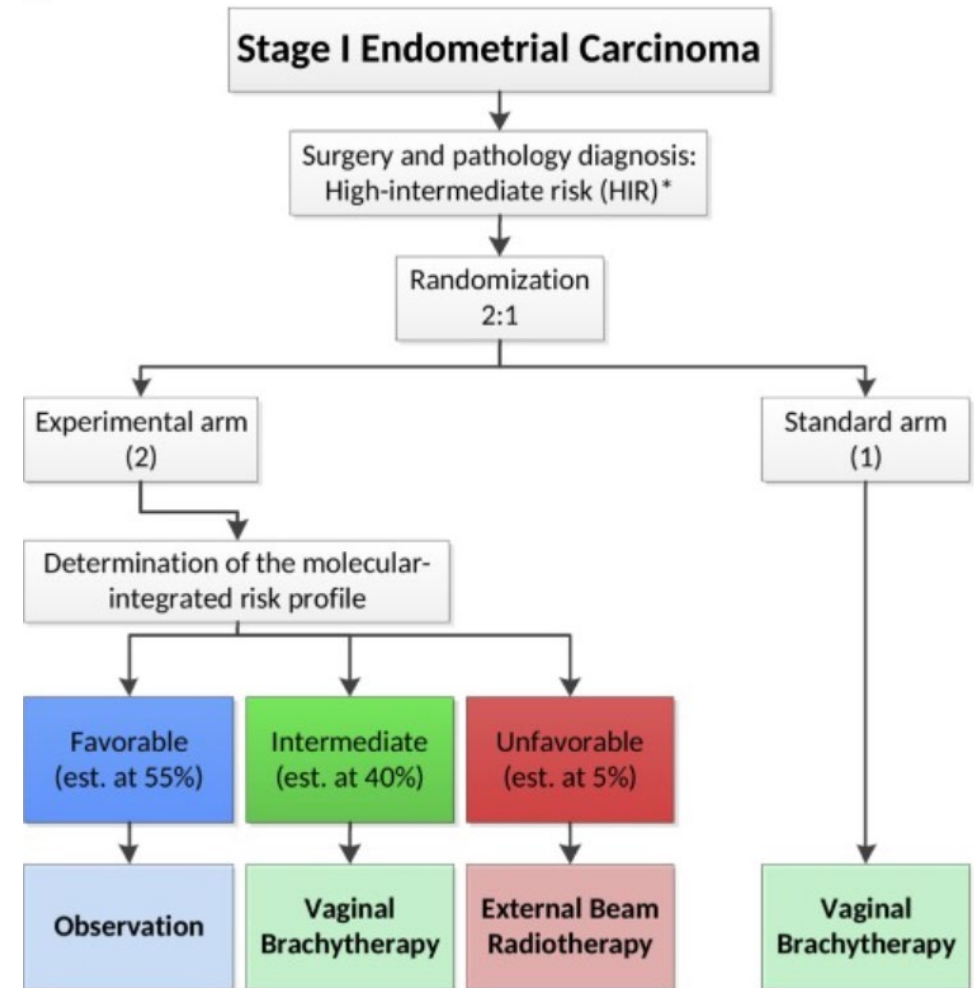 Stage I Endometrial Carcinoma
Surgery and pathology diagnosis:
High-intermediate risk (HIR)*
Randomization
2:1
Experimental arm
(2)
Standard arm
(1)
Determination of the molecular-
integrated risk profile
Favorable
(est. at 55%)
Intermediate
(est. at 40%)
Unfavorable
(est. at 5%)
Observation
Vaginal
Brachytherapy
External Beam
Radiotherapy
Vaginal
Brachytherapy